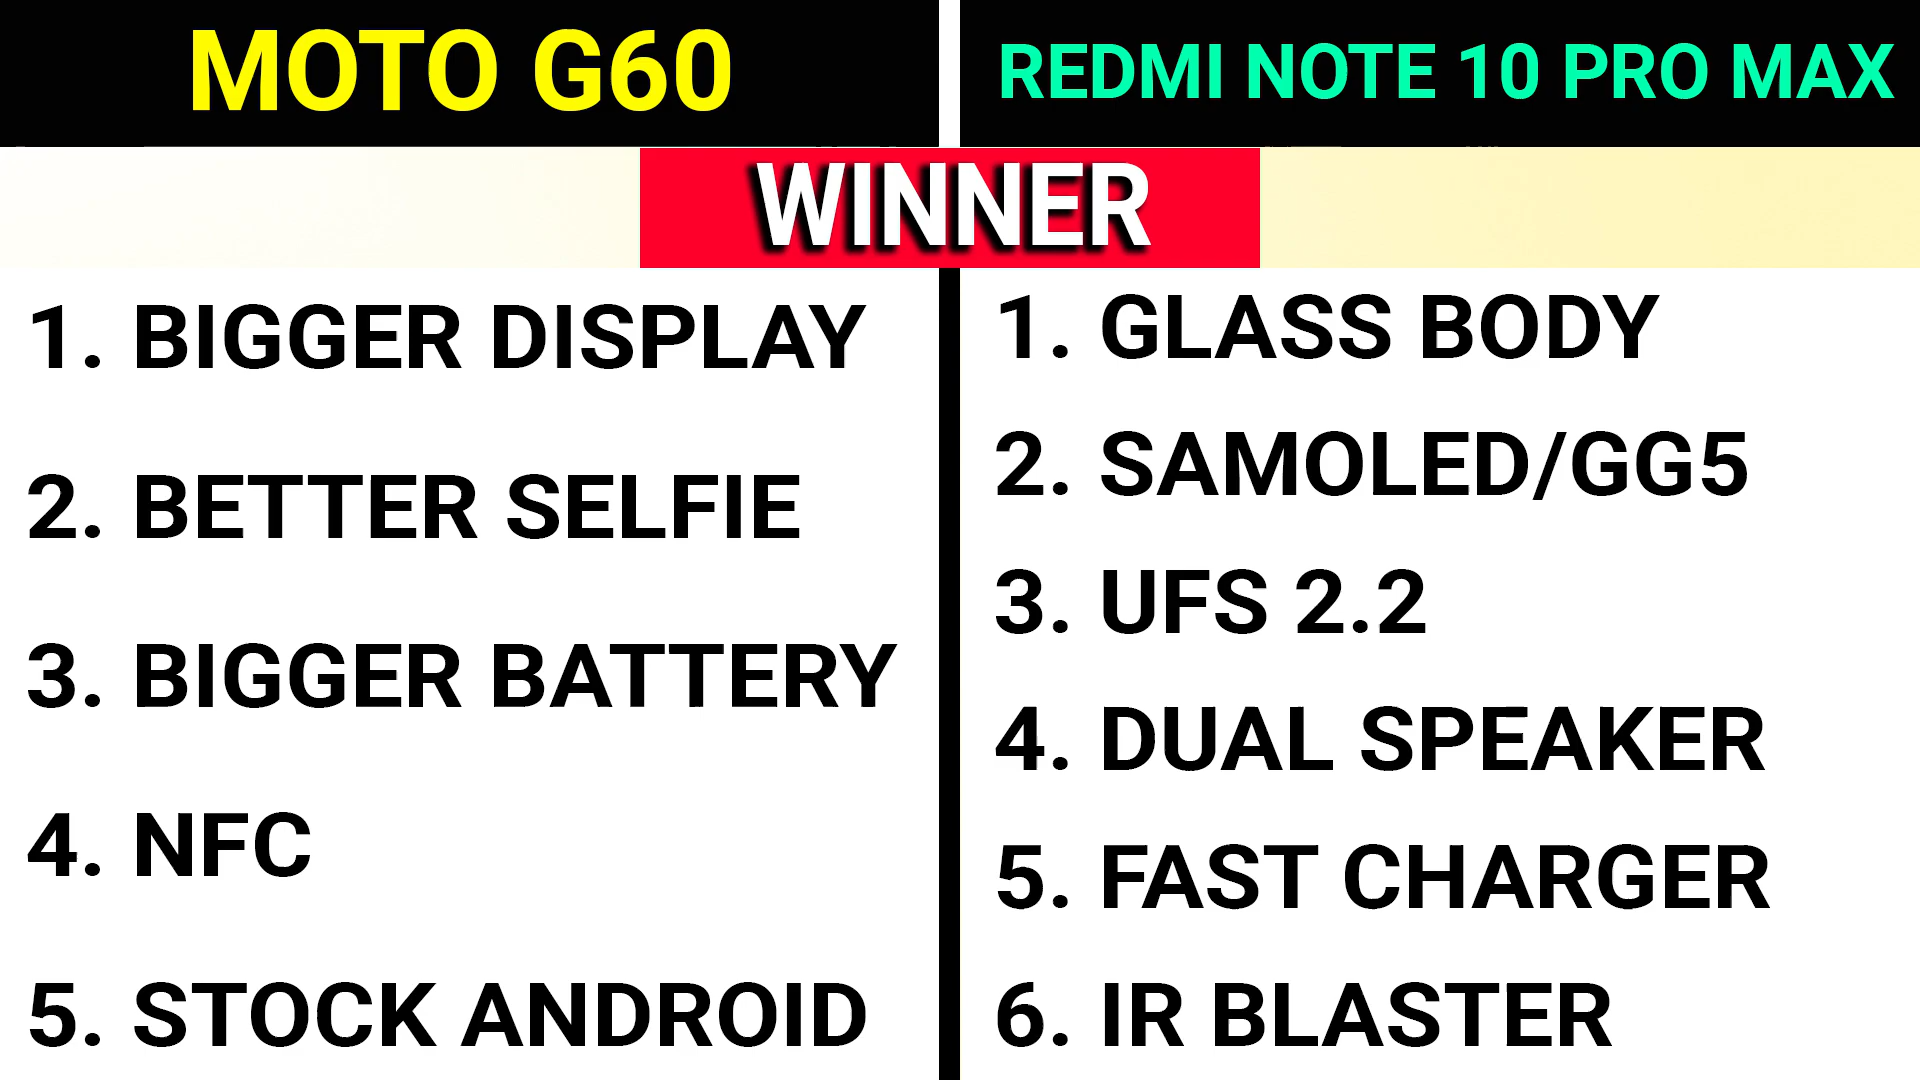 MOTO G60
REDMI NOTE 10 PRO MAX
WINNER
1. BIGGER DISPLAY
2. BETTER SELFIE
3. BIGGER BATTERY
4. NFC
5. STOCK ANDROID
1. GLASS BODY
2. SAMOLED/GG5
3. UFS 2.2
4. DUAL SPEAKER
5. FAST CHARGER
6. IR BLASTER